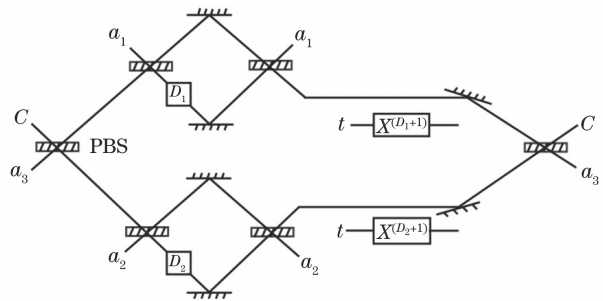 a₁
a₁
D₁
C
PBS
t
X⁽ᴰ₁⁺¹⁾
C
a₃
a₃
a₂
D₂
a₂
t
X⁽ᴰ₂⁺¹⁾